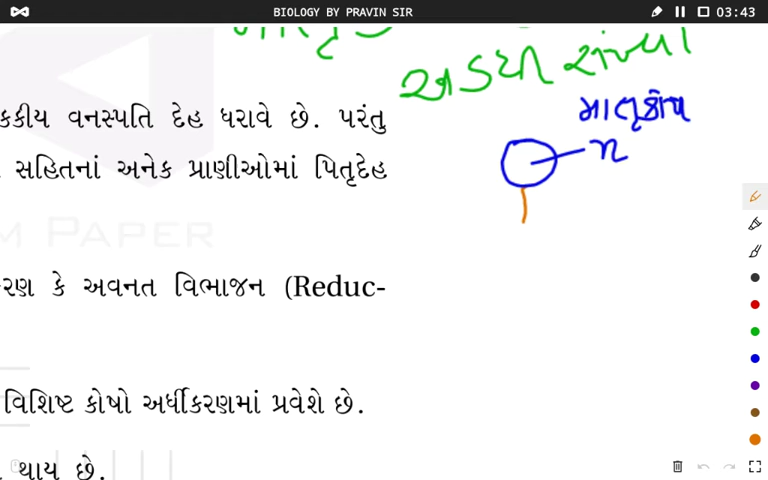 BIOLOGY BY PRAVIN SIR
03:43
અડધી સંખ્યા
કકીય વનસ્પતિ દેહ ધરાવે છે. પરંતુ
માતૃકોષ
n
સહિતનાં અનેક પ્રાણીઓમાં પિતૃદેહ
M PAPER
રણ કે અવનત વિભાજન (Reduc-
વિશિષ્ટ કોષો અર્ધીકરણમાં પ્રવેશે છે.
થાય છે.